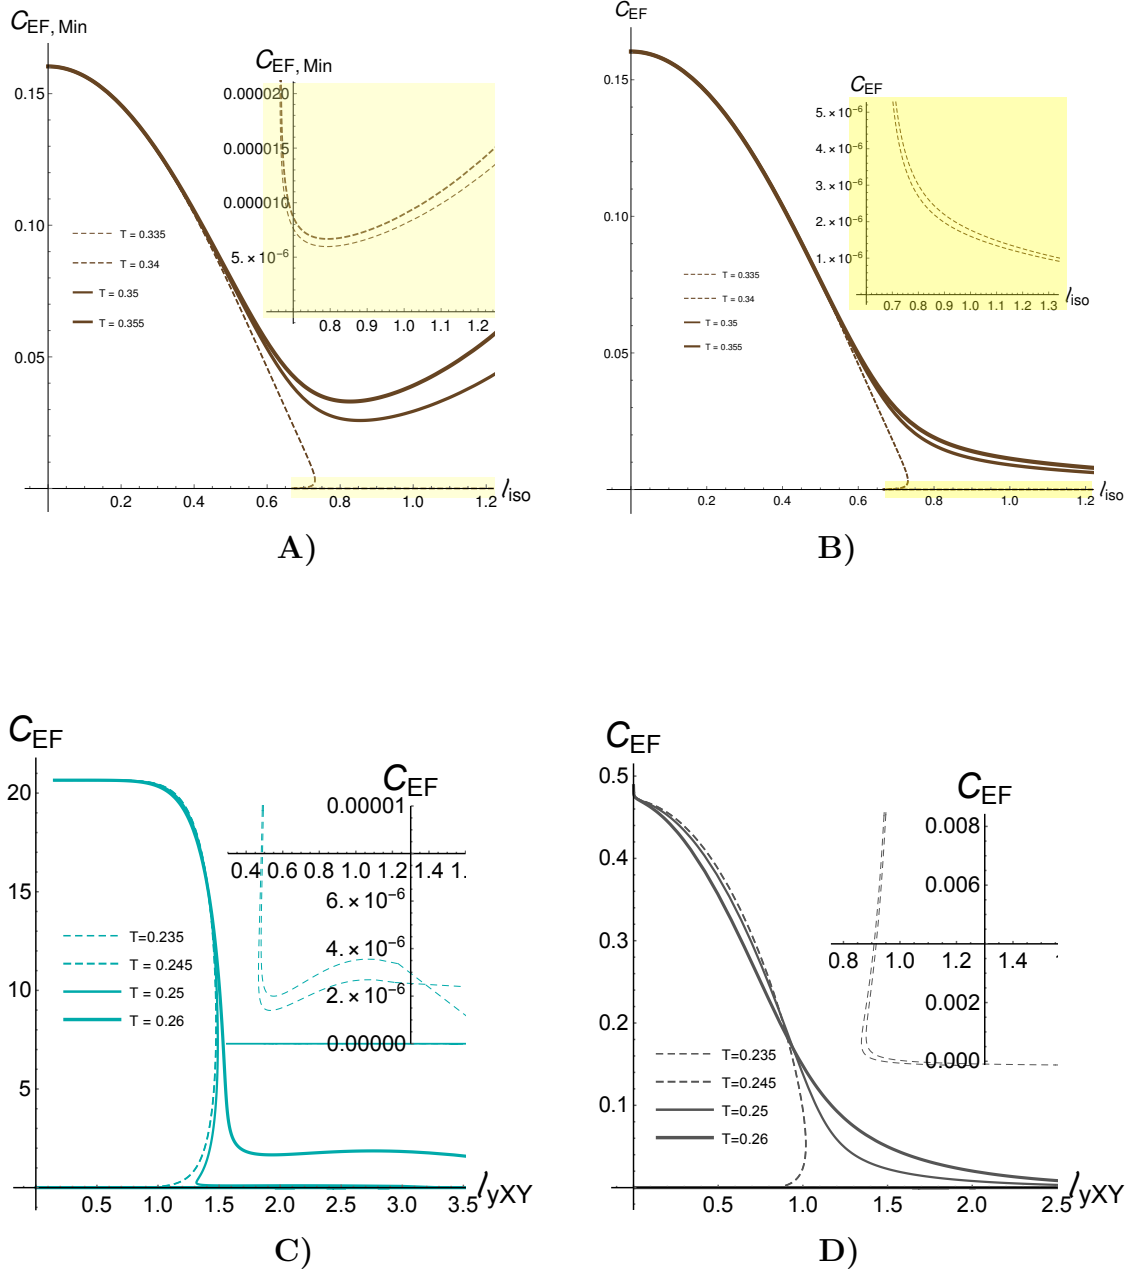 C_EF, Min
0.15
0.10
0.05
0.2 0.4 0.6 0.8 1.0 1.2 l_iso
T = 0.335
T = 0.34
T = 0.35
T = 0.355
C_EF, Min
0.000020
0.000015
0.000010
5.×10^-6
0.8 0.9 1.0 1.1 1.2
A)
C_EF
0.15
0.10
0.05
0.2 0.4 0.6 0.8 1.0 1.2 l_iso
T = 0.335
T = 0.34
T = 0.35
T = 0.355
C_EF
5.×10^-6
4.×10^-6
3.×10^-6
2.×10^-6
1.×10^-6
0.7 0.8 0.9 1.0 1.1 1.2 1.3 l_iso
B)
C_EF
20
15
10
5
0.5 1.0 1.5 2.0 2.5 3.0 3.5 l_yXY
T=0.235
T = 0.245
T = 0.25
T = 0.26
C_EF
0.00001
0.4 0.6 0.8 1.0 1.2 1.4 1.
6.×10^-6
4.×10^-6
2.×10^-6
0.00000
C)
C_EF
0.5
0.4
0.3
0.2
0.1
0.5 1.0 1.5 2.0 2.5 l_yXY
T=0.235
T=0.245
T=0.25
T=0.26
C_EF
0.008
0.006
0.8 1.0 1.2 1.4
0.002
0.000
D)